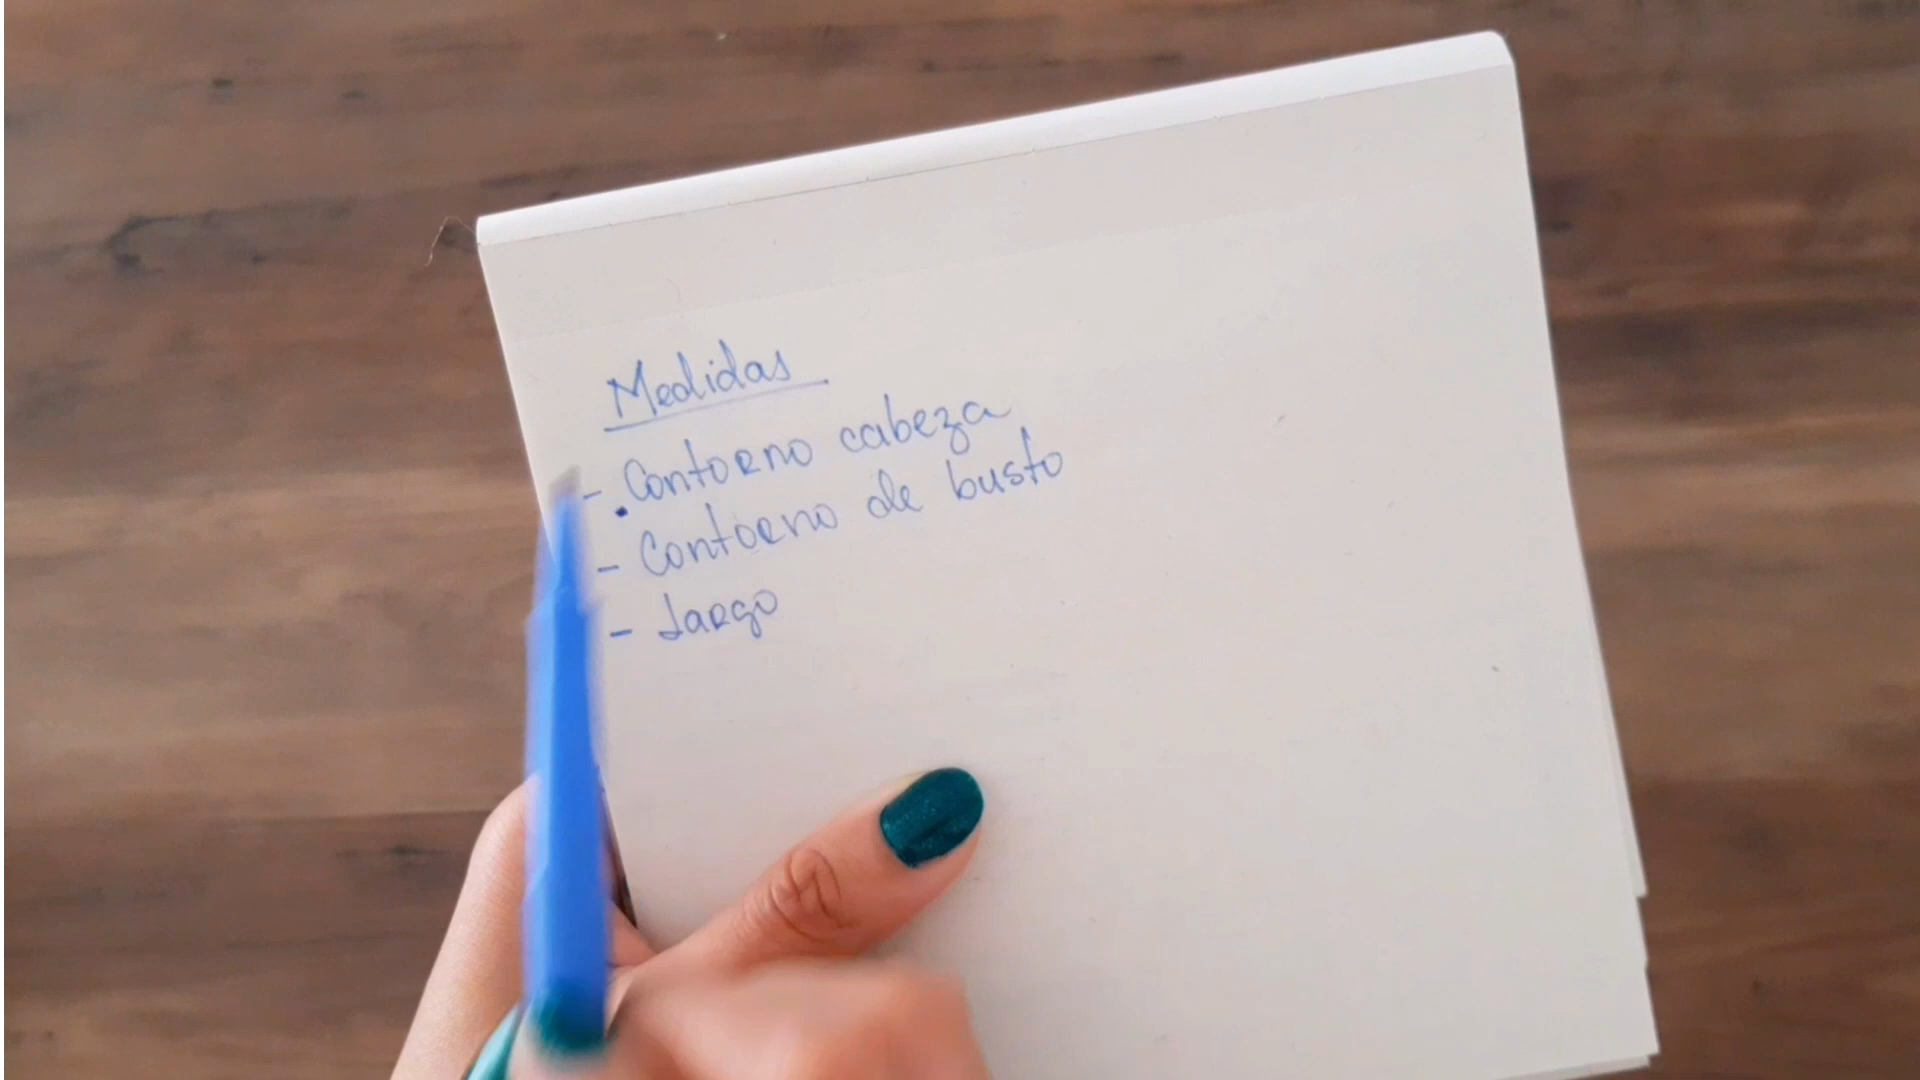 Medidas
- Contorno cabeza
- Contorno de busto
- Largo